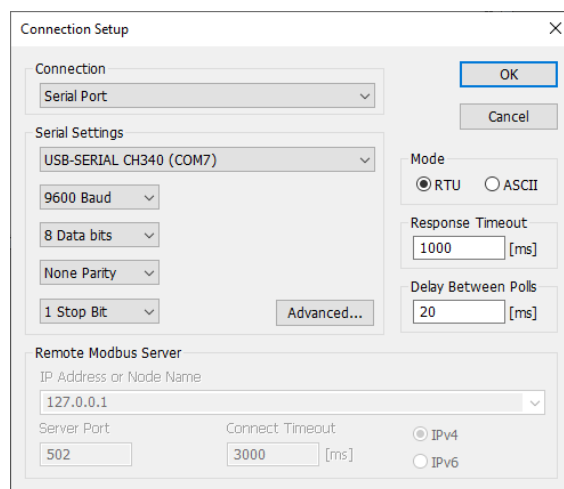 Connection Setup
Connection
OK
Serial Port
Cancel
Serial Settings
USB-SERIAL CH340 (COM7)
Mode
RTU ASCII
9600 Baud
Response Timeout
8 Data bits
1000 [ms]
None Parity
Delay Between Polls
1 Stop Bit
Advanced...
20 [ms]
Remote Modbus Server
IP Address or Node Name
127.0.0.1
Server Port Connect Timeout
IPv4
502 3000 [ms]
IPv6